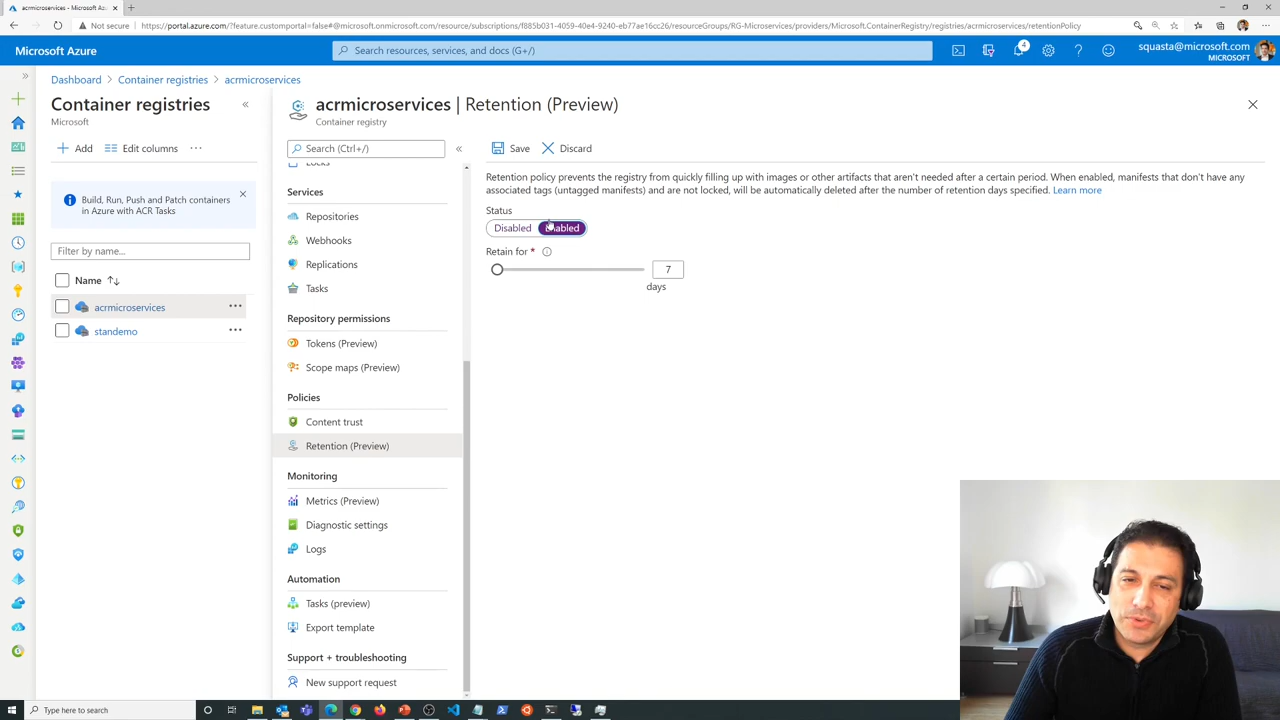 acrmicroservices - Microsoft Az
Not secure
https://portal.azure.com/?feature.customportal=false#@microsoft.onmicrosoft.com/resource/subscriptions/f885b031-4059-40e4-9240-eb77ae16cc26/resourceGroups/RG-Microservices/providers/Microsoft.ContainerRegistry/registries/acrmicroservices/retentionPolicy
Microsoft Azure
Search resources, services, and docs (G+/)
4
squasta@microsoft.com
MICROSOFT
Dashboard > Container registries > acrmicroservices
Container registries
Microsoft
Add
Edit columns
Build, Run, Push and Patch containers
in Azure with ACR Tasks
Filter by name...
Name
acrmicroservices
standemo
acrmicroservices | Retention (Preview)
Container registry
Search (Ctrl+/)
Locks
Services
Repositories
Webhooks
Replications
Tasks
Repository permissions
Tokens (Preview)
Scope maps (Preview)
Policies
Content trust
Retention (Preview)
Monitoring
Metrics (Preview)
Diagnostic settings
Logs
Automation
Tasks (preview)
Export template
Support + troubleshooting
New support request
Save
Discard
Retention policy prevents the registry from quickly filling up with images or other artifacts that aren't needed after a certain period. When enabled, manifests that don't have any
associated tags (untagged manifests) and are not locked, will be automatically deleted after the number of retention days specified. Learn more
Status
Disabled
Enabled
Retain for *
7
days
Type here to search